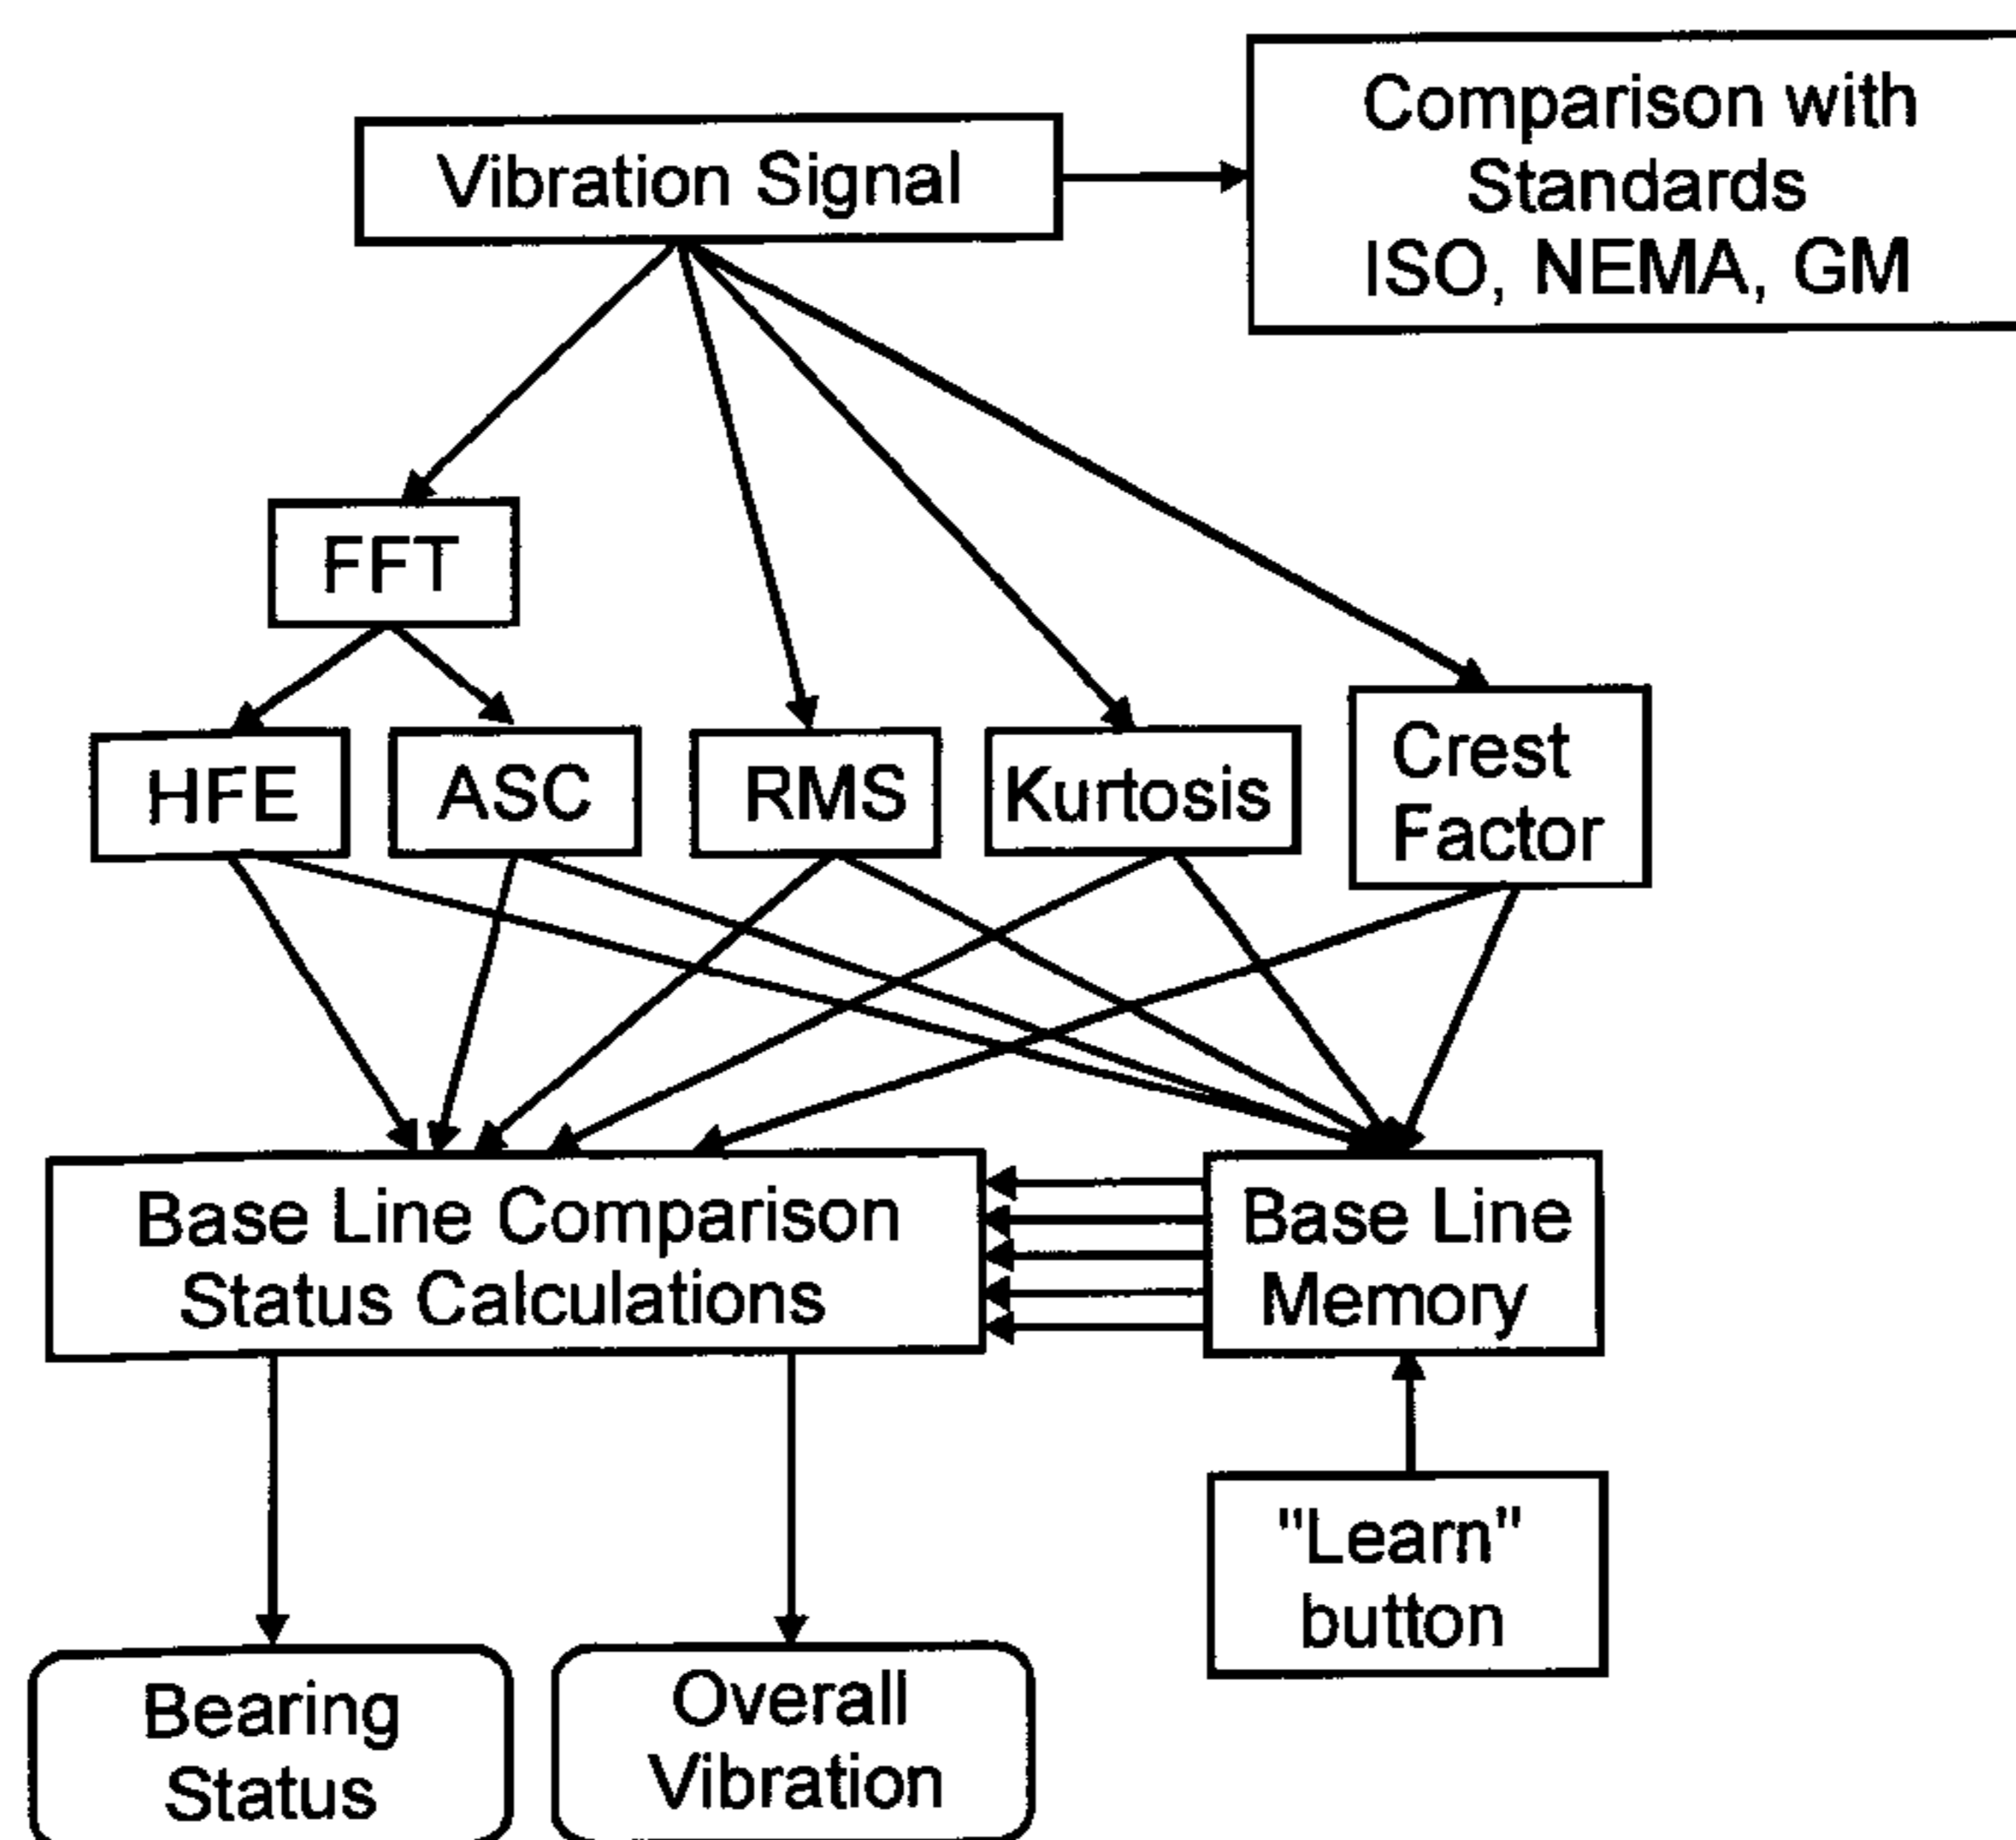 Comparison with
Standards
ISO, NEMA, GM
Vibration Signal
FFT
HFE
ASC
RMS
Kurtosis
Crest
Factor
Base Line Comparison
Status Calculations
Base Line
Memory
"Learn"
button
Bearing
Status
Overall
Vibration